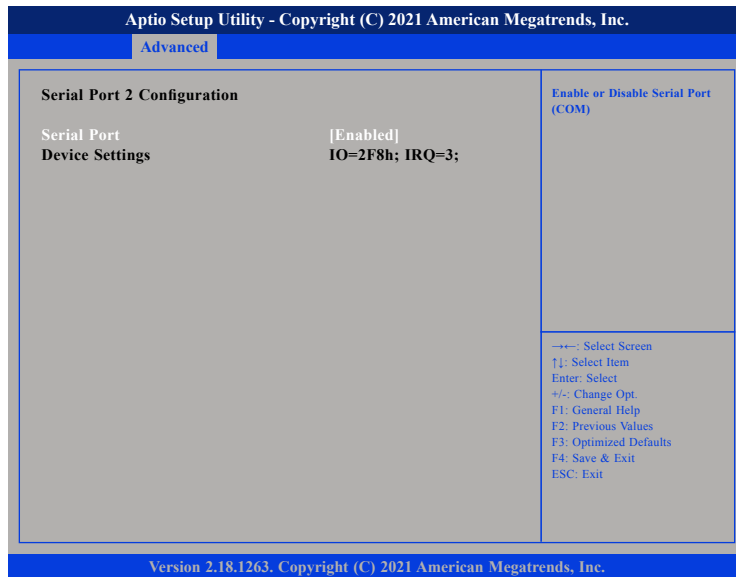 Aptio Setup Utility - Copyright (C) 2021 American Megatrends, Inc.
Advanced
Serial Port 2 Configuration
Serial Port [Enabled]
Device Settings IO=2F8h; IRQ=3;
Enable or Disable Serial Port
(COM)
→←: Select Screen
↑↓: Select Item
Enter: Select
+/-: Change Opt.
F1: General Help
F2: Previous Values
F3: Optimized Defaults
F4: Save & Exit
ESC: Exit
Version 2.18.1263. Copyright (C) 2021 American Megatrends, Inc.